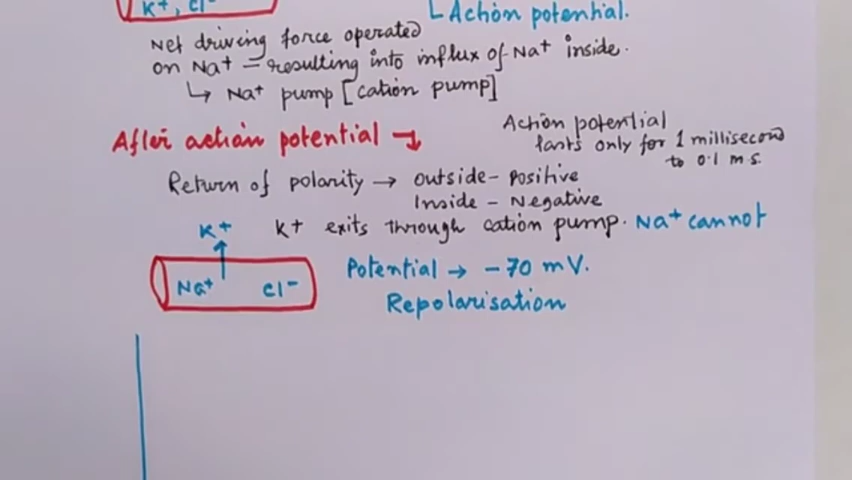 K+, Cl-
└ Action potential.
Net driving force operated
on Na+ = resulting into influx of Na+ inside.
↳ Na+ pump [cation pump]
After action potential
Action potential
lasts only for 1 millisecond
to 0.1 m.s.
Return of polarity → Outside - Positive
Inside - Negative
K+
K+ exits through cation pump. Na+ cannot
Na+ Cl-
Potential → -70 mV.
Repolarisation